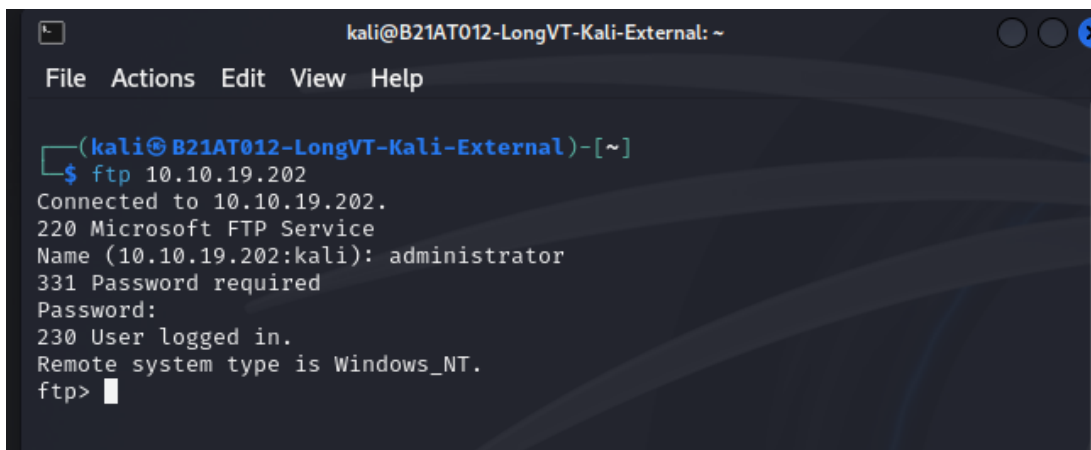 kali@B21AT012-LongVT-Kali-External: ~
File Actions Edit View Help
┌──(kali㉿B21AT012-LongVT-Kali-External)-[~]
└─$ ftp 10.10.19.202
Connected to 10.10.19.202.
220 Microsoft FTP Service
Name (10.10.19.202:kali): administrator
331 Password required
Password:
230 User logged in.
Remote system type is Windows_NT.
ftp>